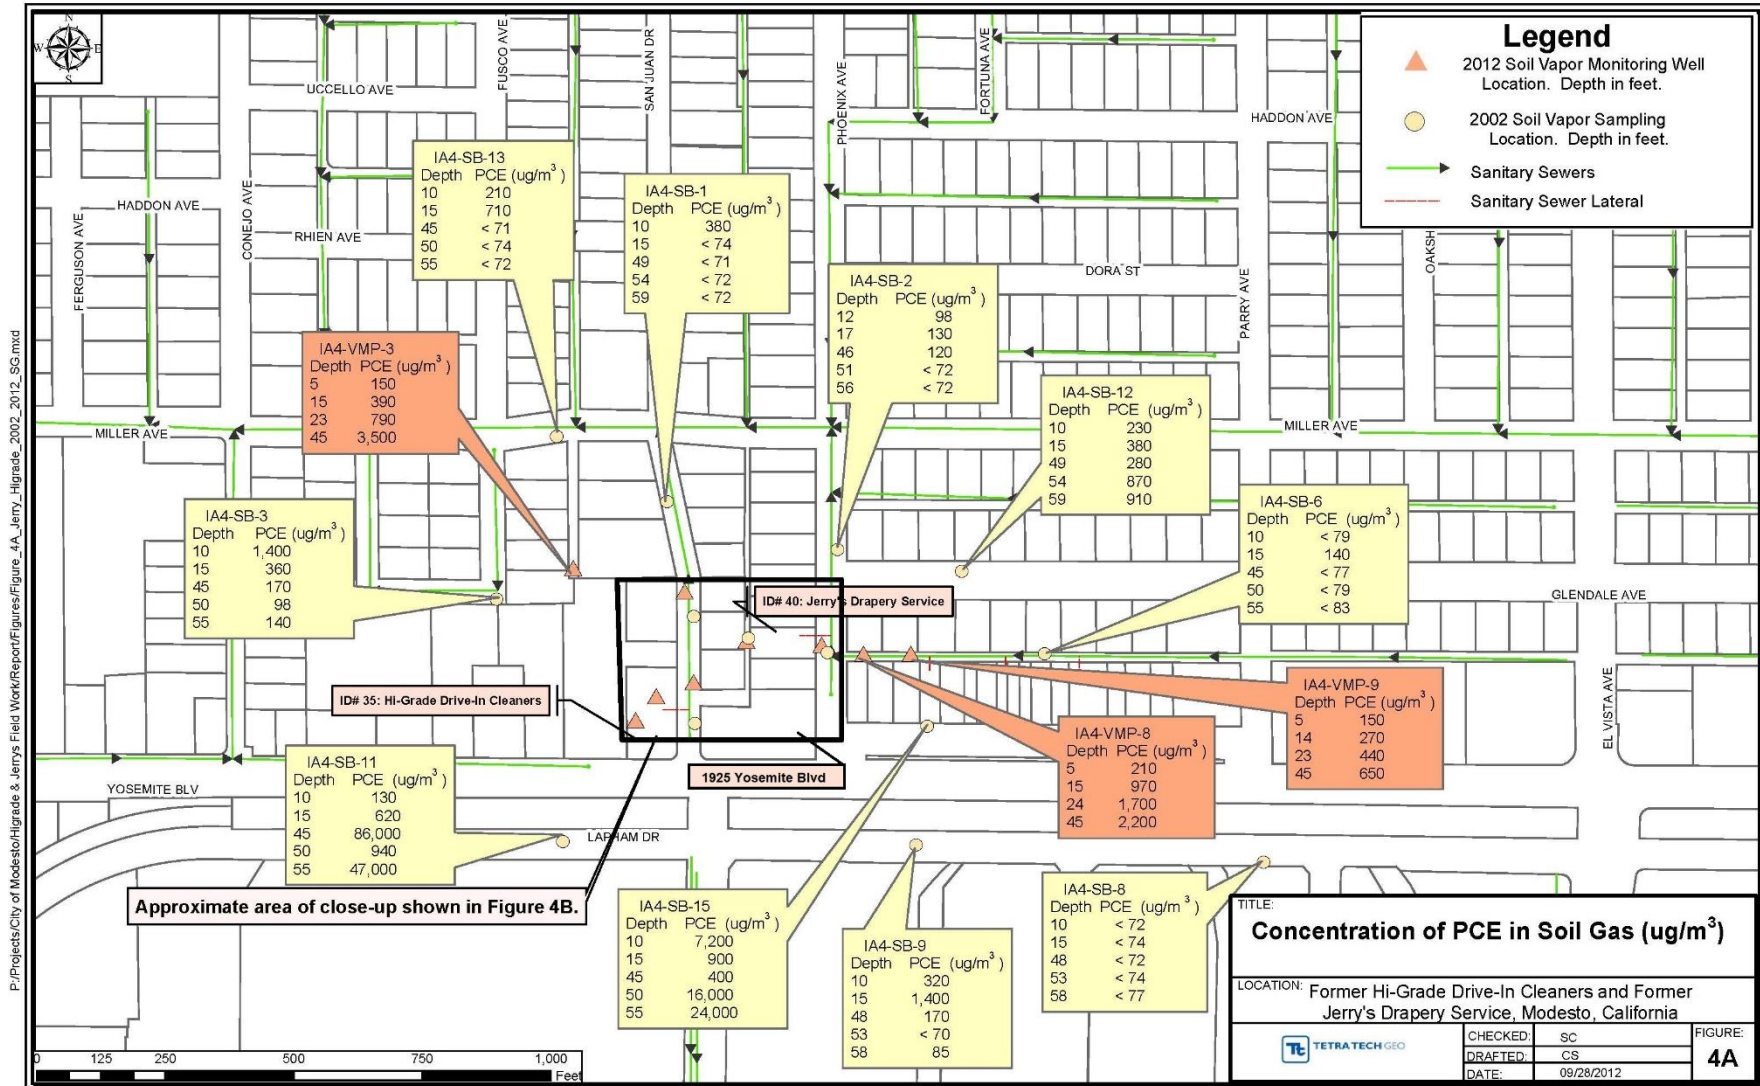 N
W E
S
Legend
2012 Soil Vapor Monitoring Well
Location. Depth in feet.
2002 Soil Vapor Sampling
Location. Depth in feet.
Sanitary Sewers
Sanitary Sewer Lateral
UCCELLO AVE
FUSCO AVE
SAN JUAN DR
PHOENIX AVE
FORTUNA AVE
HADDON AVE
HADDON AVE
FERGUSON AVE
CONEJO AVE
RHIEN AVE
DORA ST
PARRY AVE
OAKSH
MILLER AVE
MILLER AVE
GLENDALE AVE
EL VISTA AVE
YOSEMITE BLV
LAPHAM DR
IA4-SB-13
Depth PCE (ug/m³)
10 210
15 710
45 < 71
50 < 74
55 < 72
IA4-SB-1
Depth PCE (ug/m³)
10 380
15 < 74
49 < 71
54 < 72
59 < 72
IA4-SB-2
Depth PCE (ug/m³)
12 98
17 130
46 120
51 < 72
56 < 72
IA4-VMP-3
Depth PCE (ug/m³)
5 150
15 390
23 790
45 3,500
IA4-SB-12
Depth PCE (ug/m³)
10 230
15 380
49 280
54 870
59 910
IA4-SB-3
Depth PCE (ug/m³)
10 1,400
15 360
45 170
50 98
55 140
IA4-SB-6
Depth PCE (ug/m³)
10 < 79
15 140
45 < 77
50 < 79
55 < 83
ID# 40: Jerry's Drapery Service
ID# 35: Hi-Grade Drive-In Cleaners
1925 Yosemite Blvd
IA4-VMP-9
Depth PCE (ug/m³)
5 150
14 270
23 440
45 650
IA4-VMP-8
Depth PCE (ug/m³)
5 210
15 970
24 1,700
45 2,200
IA4-SB-11
Depth PCE (ug/m³)
10 130
15 620
45 86,000
50 940
55 47,000
Approximate area of close-up shown in Figure 4B.
IA4-SB-15
Depth PCE (ug/m³)
10 7,200
15 900
45 400
50 16,000
55 24,000
IA4-SB-9
Depth PCE (ug/m³)
10 320
15 1,400
48 170
53 < 70
58 85
IA4-SB-8
Depth PCE (ug/m³)
10 < 72
15 < 74
48 < 72
53 < 74
58 < 77
0 125 250 500 750 1,000
Feet
TITLE:
Concentration of PCE in Soil Gas (ug/m³)
LOCATION: Former Hi-Grade Drive-In Cleaners and Former
Jerry's Drapery Service, Modesto, California
Tt TETRA TECH GEO
CHECKED: SC
DRAFTED: CS
DATE: 09/28/2012
FIGURE:
4A
P:/Projects/City of Modesto/Higrade & Jerrys Field Work/Report/Figures/Figure_4A_Jerry_Higrade_2002_2012_SG.mxd